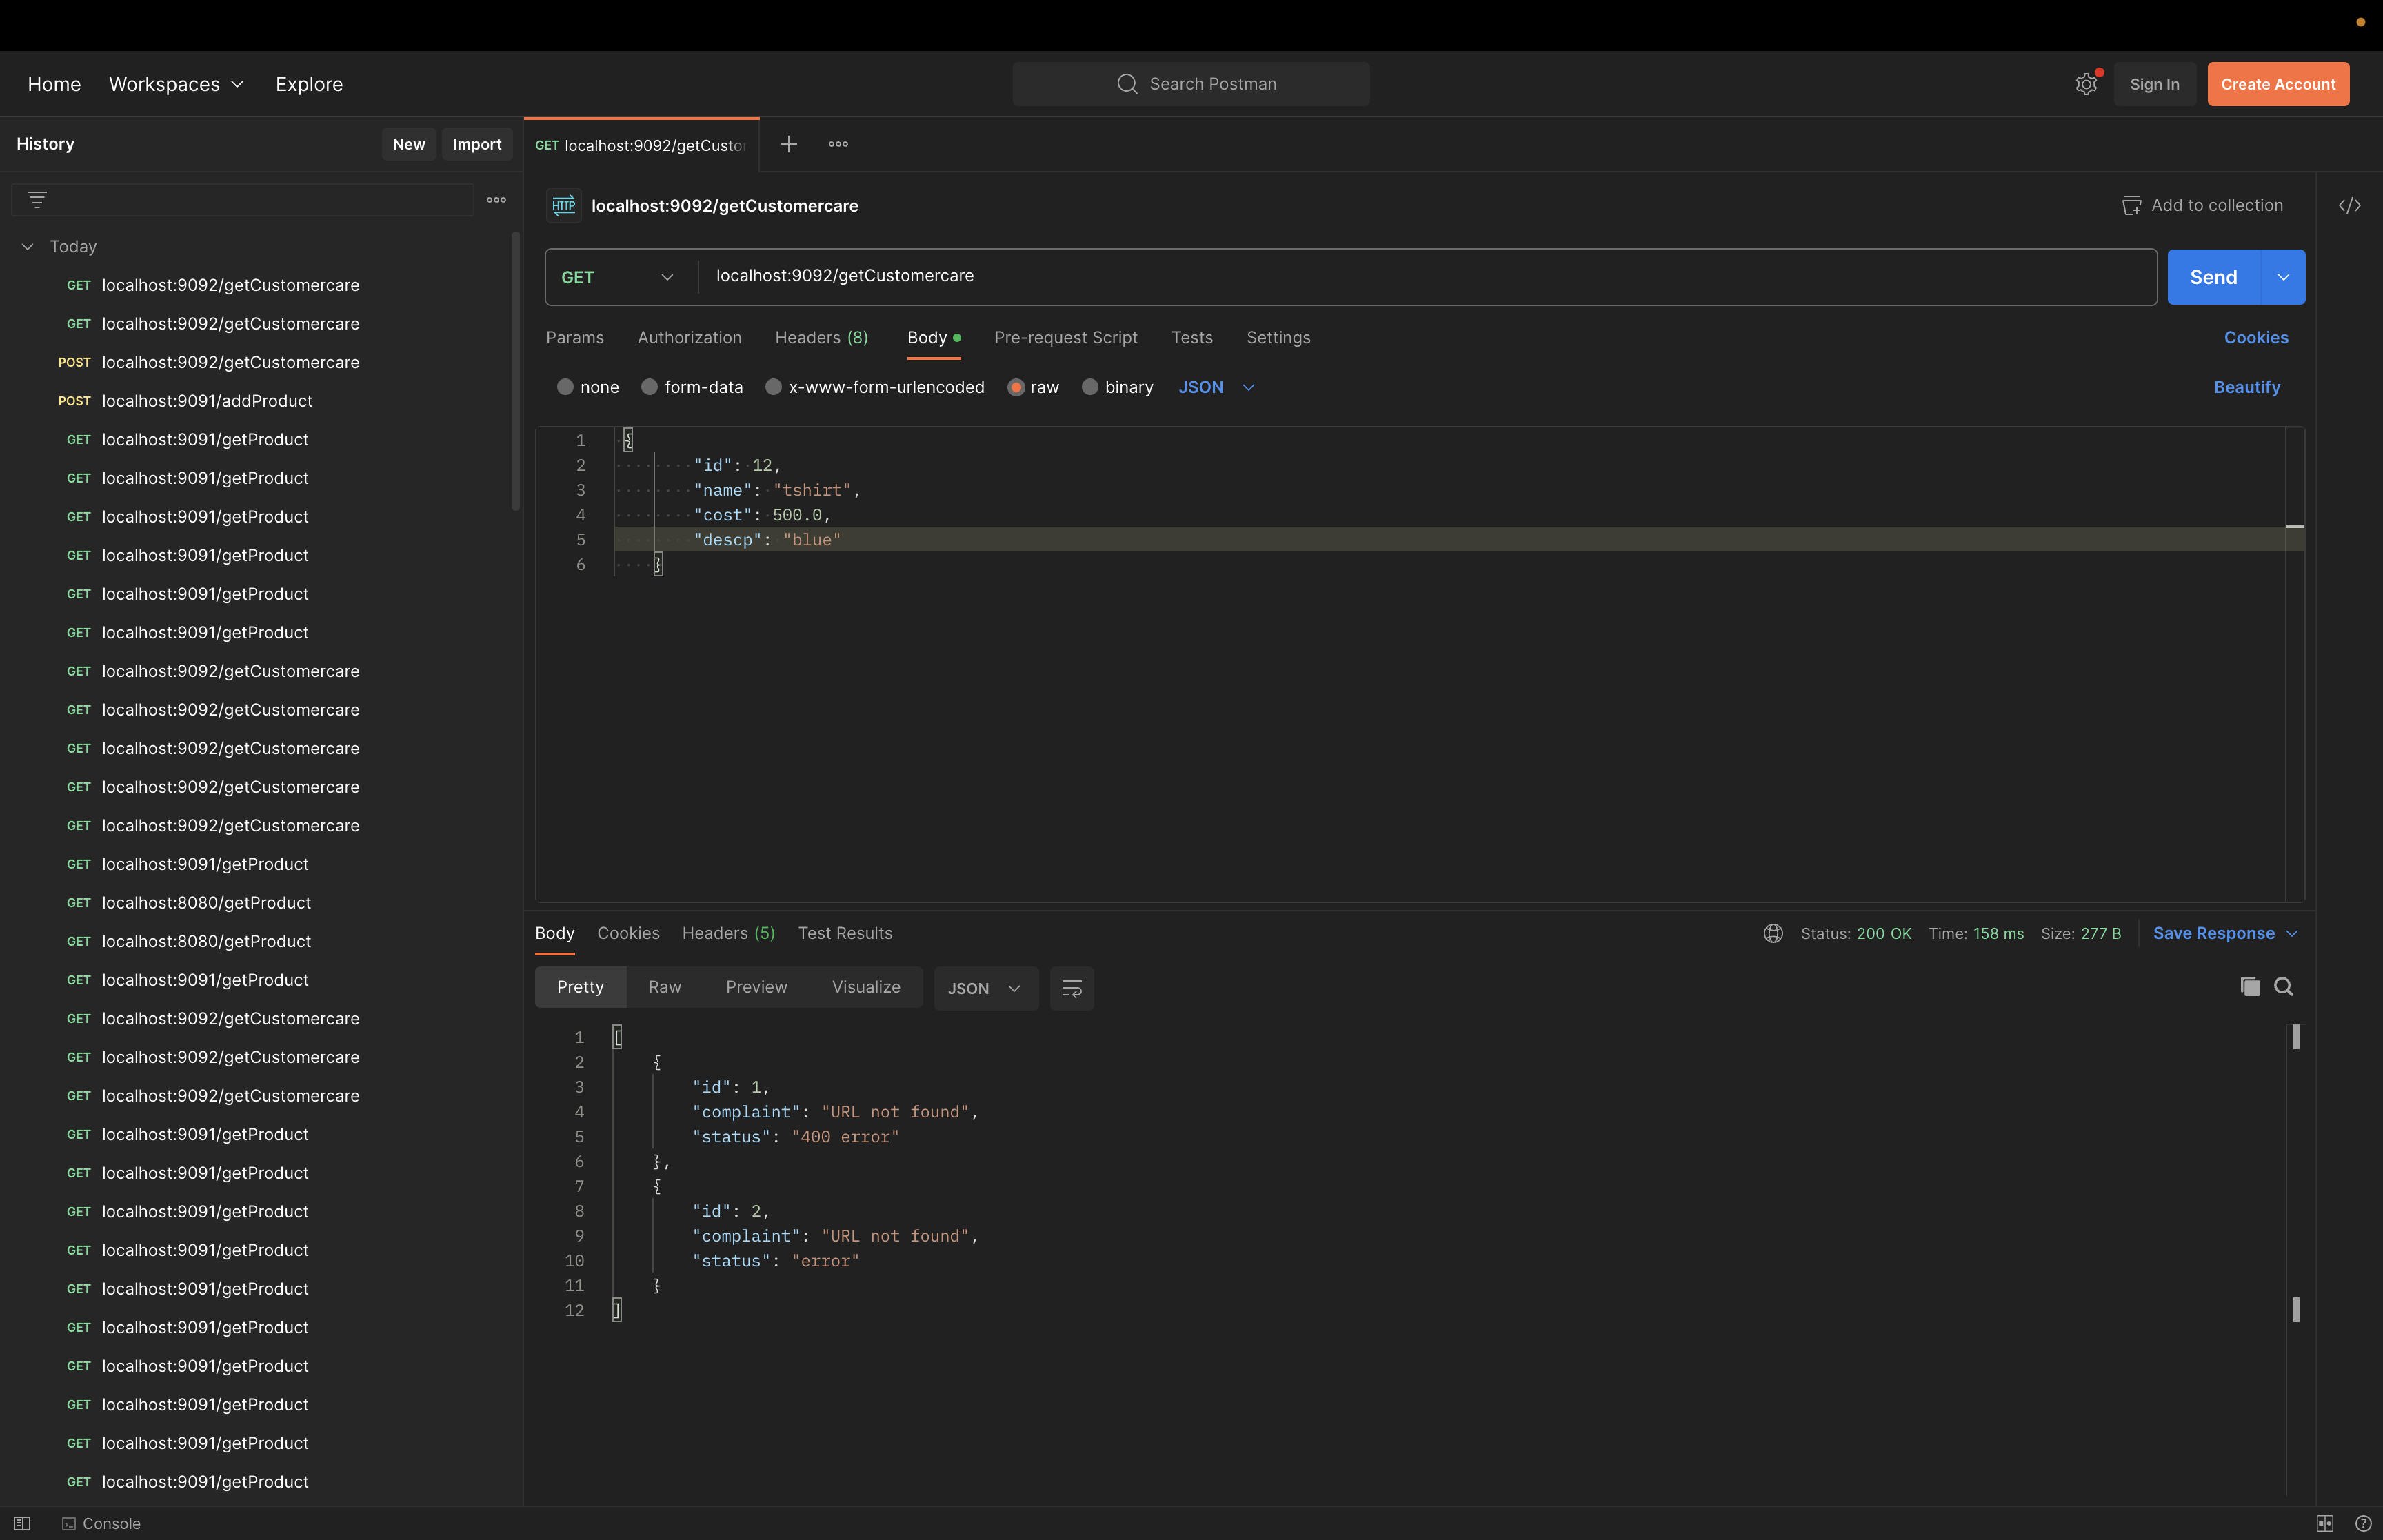 Home Workspaces Explore Search Postman Sign In Create Account
History New Import
GET localhost:9092/getCusto
HTTP localhost:9092/getCustomercare Add to collection
Today
GET localhost:9092/getCustomercare
GET localhost:9092/getCustomercare
POST localhost:9092/getCustomercare
POST localhost:9091/addProduct
GET localhost:9091/getProduct
GET localhost:9091/getProduct
GET localhost:9091/getProduct
GET localhost:9091/getProduct
GET localhost:9091/getProduct
GET localhost:9091/getProduct
GET localhost:9092/getCustomercare
GET localhost:9092/getCustomercare
GET localhost:9092/getCustomercare
GET localhost:9092/getCustomercare
GET localhost:9092/getCustomercare
GET localhost:9091/getProduct
GET localhost:8080/getProduct
GET localhost:8080/getProduct
GET localhost:9091/getProduct
GET localhost:9092/getCustomercare
GET localhost:9092/getCustomercare
GET localhost:9092/getCustomercare
GET localhost:9091/getProduct
GET localhost:9091/getProduct
GET localhost:9091/getProduct
GET localhost:9091/getProduct
GET localhost:9091/getProduct
GET localhost:9091/getProduct
GET localhost:9091/getProduct
GET localhost:9091/getProduct
GET localhost:9091/getProduct
GET localhost:9091/getProduct
GET localhost:9092/getCustomercare Send
Params Authorization Headers (8) Body Pre-request Script Tests Settings Cookies
none form-data x-www-form-urlencoded raw binary JSON Beautify
1 {
2 "id": 12,
3 "name": "tshirt",
4 "cost": 500.0,
5 "descp": "blue"
6 }
Body Cookies Headers (5) Test Results Status: 200 OK Time: 158 ms Size: 277 B Save Response
Pretty Raw Preview Visualize JSON
1 [
2 {
3 "id": 1,
4 "complaint": "URL not found",
5 "status": "400 error"
6 },
7 {
8 "id": 2,
9 "complaint": "URL not found",
10 "status": "error"
11 }
12 ]
Console